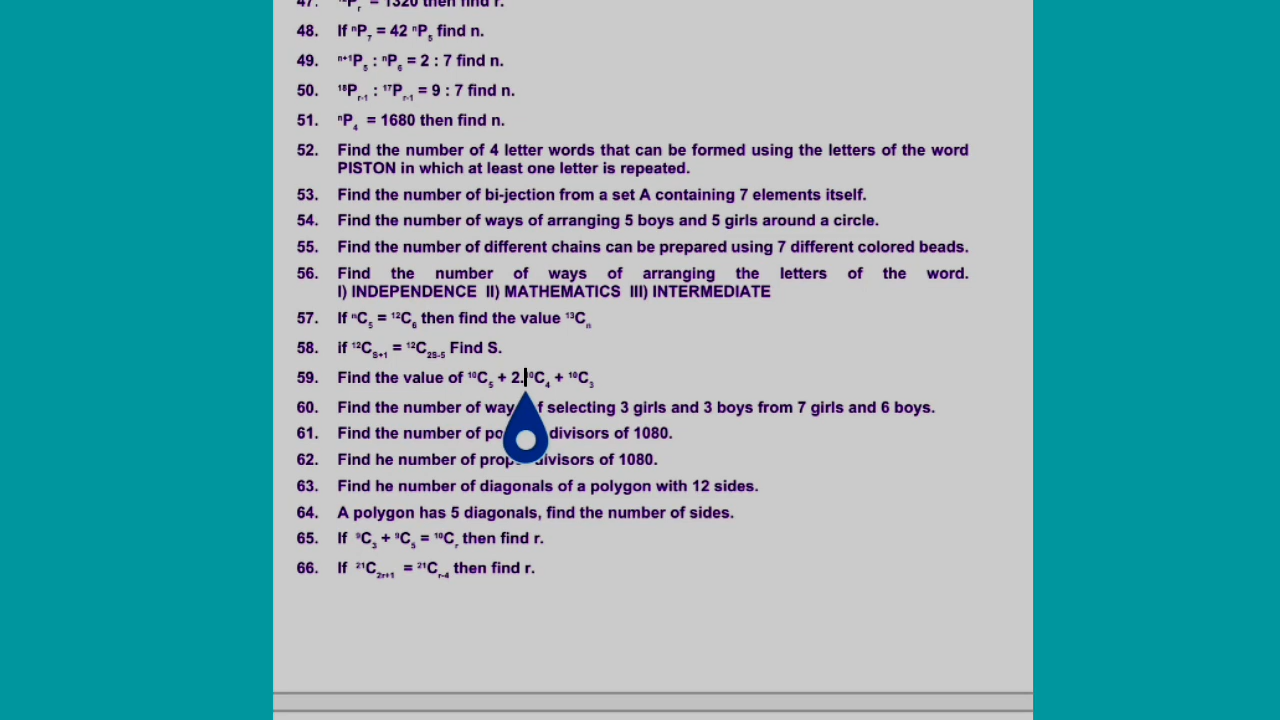 47. ¹²Pᵣ = 1320 then find r.
48. If ⁿP₇ = 42 ⁿP₅ find n.
49. ⁿ⁺¹P₅ : ⁿP₆ = 2 : 7 find n.
50. ¹⁸Pᵣ₋₁ : ¹⁷Pᵣ₋₁ = 9 : 7 find n.
51. ⁿP₄ = 1680 then find n.
52. Find the number of 4 letter words that can be formed using the letters of the word
PISTON in which at least one letter is repeated.
53. Find the number of bi-jection from a set A containing 7 elements itself.
54. Find the number of ways of arranging 5 boys and 5 girls around a circle.
55. Find the number of different chains can be prepared using 7 different colored beads.
56. Find the number of ways of arranging the letters of the word.
I) INDEPENDENCE II) MATHEMATICS III) INTERMEDIATE
57. If ⁿC₅ = ¹²C₆ then find the value ¹³Cₙ
58. if ¹²C_S+1 = ¹²C_2S-5 Find S.
59. Find the value of ¹⁰C₅ + 2.¹⁰C₄ + ¹⁰C₃
60. Find the number of selecting 3 girls and 3 boys from 7 girls and 6 boys.
61. Find the number of divisors of 1080.
62. Find he number of divisors of 1080.
63. Find he number of diagonals of a polygon with 12 sides.
64. A polygon has 5 diagonals, find the number of sides.
65. If ⁹C₃ + ⁹C₅ = ¹⁰Cᵣ then find r.
66. If ²¹C₂ᵣ₊₁ = ²¹Cᵣ₋₄ then find r.